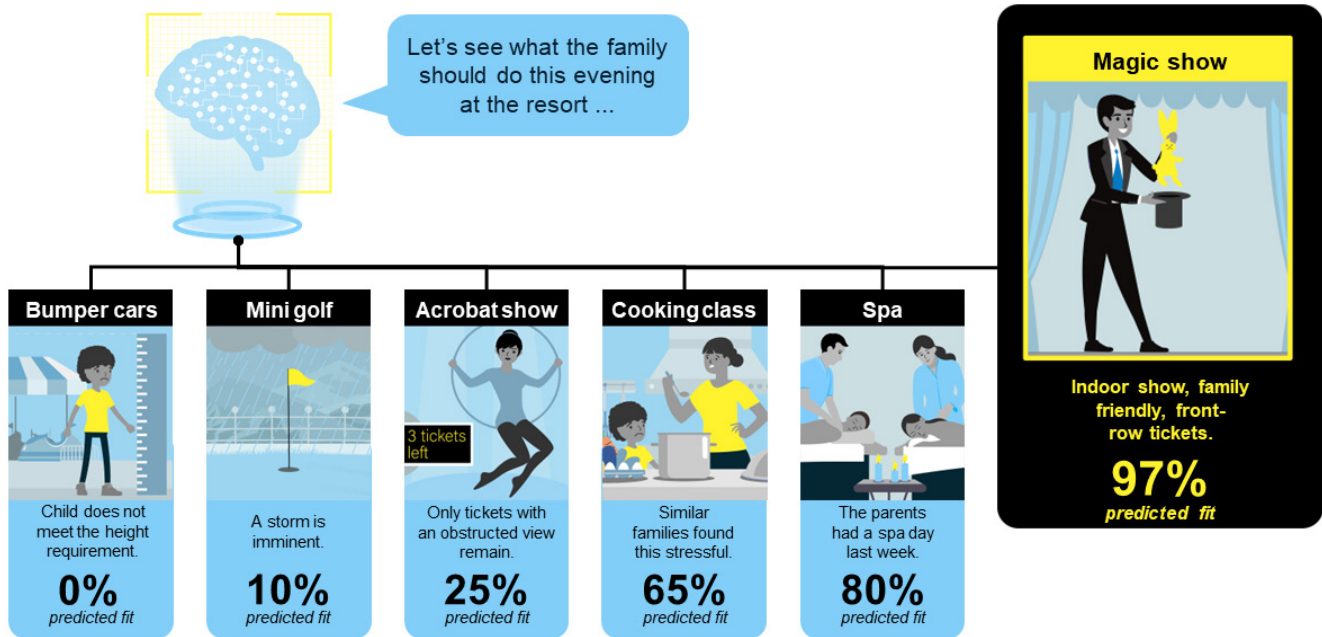 Let’s see what the family
should do this evening
at the resort ...
Magic show
Indoor show, family
friendly, front-
row tickets.
97%
predicted fit
Bumper cars
Child does not
meet the height
requirement.
0%
predicted fit
Mini golf
A storm is
imminent.
10%
predicted fit
Acrobat show
3 tickets
left
Only tickets with
an obstructed view
remain.
25%
predicted fit
Cooking class
Similar
families found
this stressful.
65%
predicted fit
Spa
The parents
had a spa day
last week.
80%
predicted fit